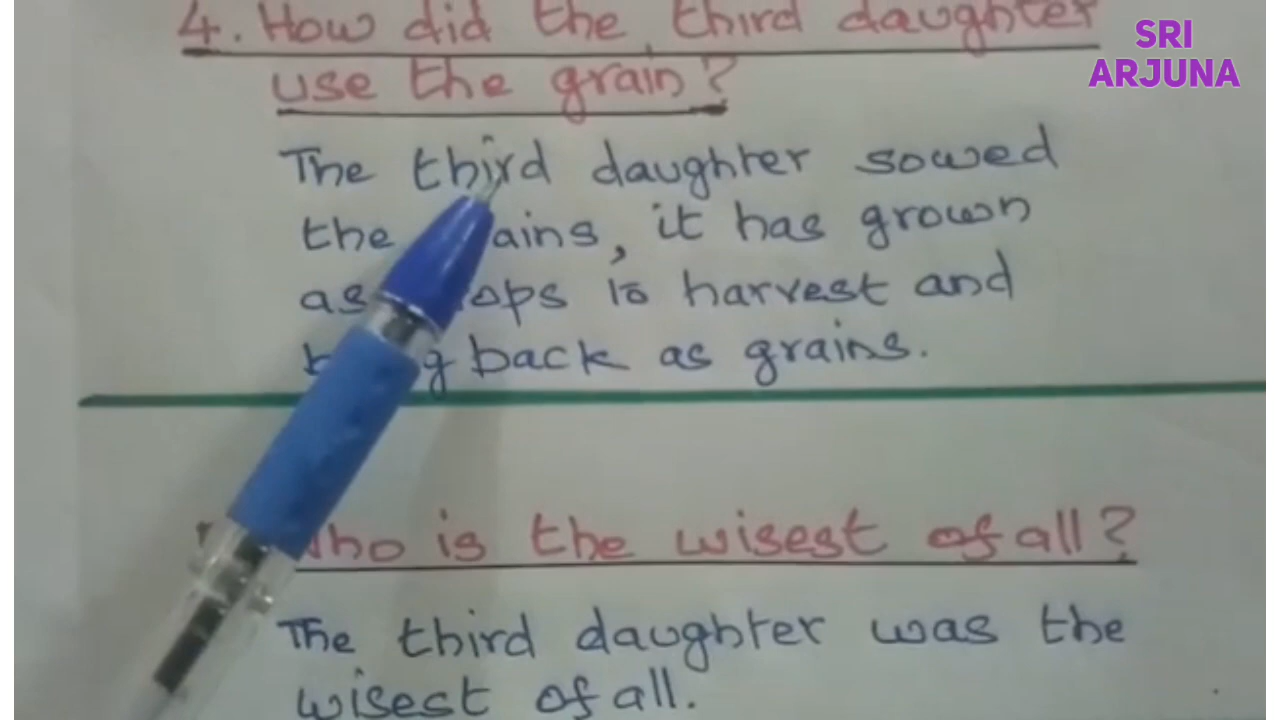 4. How did the third daughter
use the grain?
SRI
ARJUNA
The third daughter sowed
the ains, it has grown
as ops to harvest and
b g back as grains.
Who is the wisest of all?
The third daughter was the
wisest of all.